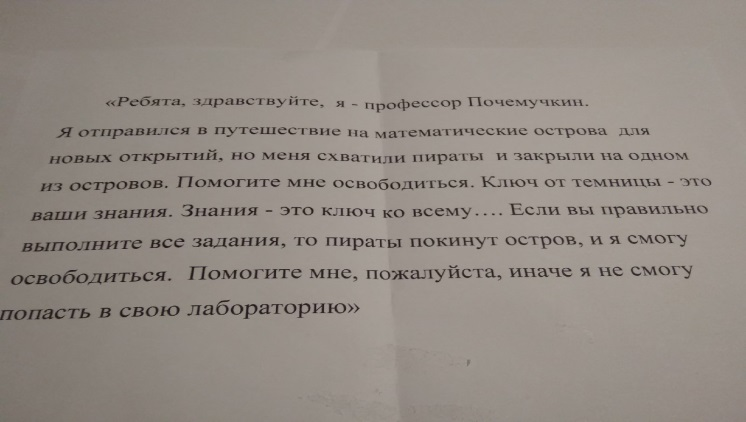 «Ребята, здравствуйте, я - профессор Почемучкин.
Я отправился в путешествие на математические острова для
новых открытий, но меня схватили пираты и закрыли на одном
из островов. Помогите мне освободиться. Ключ от темницы - это
ваши знания. Знания - это ключ ко всему…. Если вы правильно
выполните все задания, то пираты покинут остров, и я смогу
освободиться. Помогите мне, пожалуйста, иначе я не смогу
попасть в свою лабораторию»